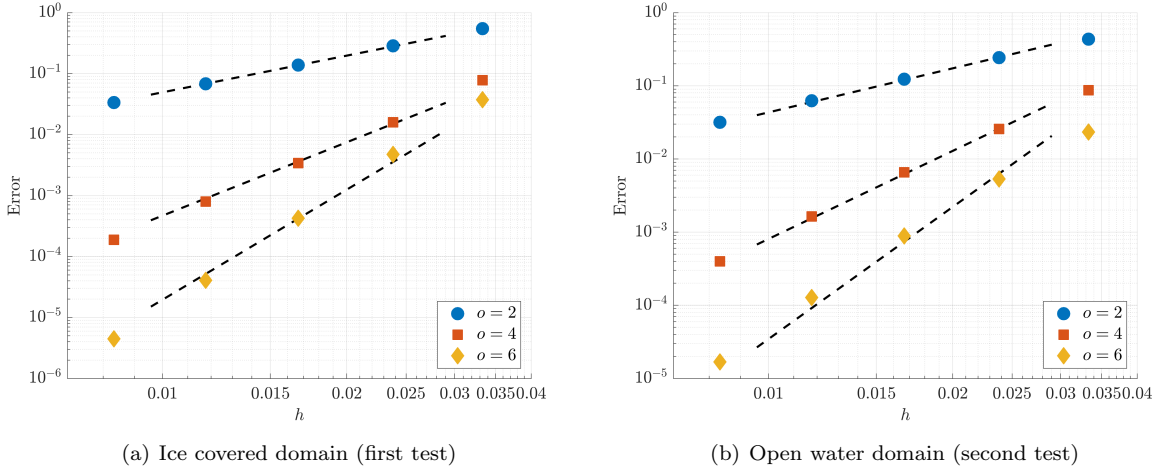 10^0
10^-1
10^-2
10^-3
10^-4
10^-5
10^-6
Error
0.01 0.015 0.02 0.025 0.03 0.035 0.04
h
o = 2
o = 4
o = 6
(a) Ice covered domain (first test)
10^0
10^-1
10^-2
10^-3
10^-4
10^-5
Error
0.01 0.015 0.02 0.025 0.03 0.035 0.04
h
o = 2
o = 4
o = 6
(b) Open water domain (second test)